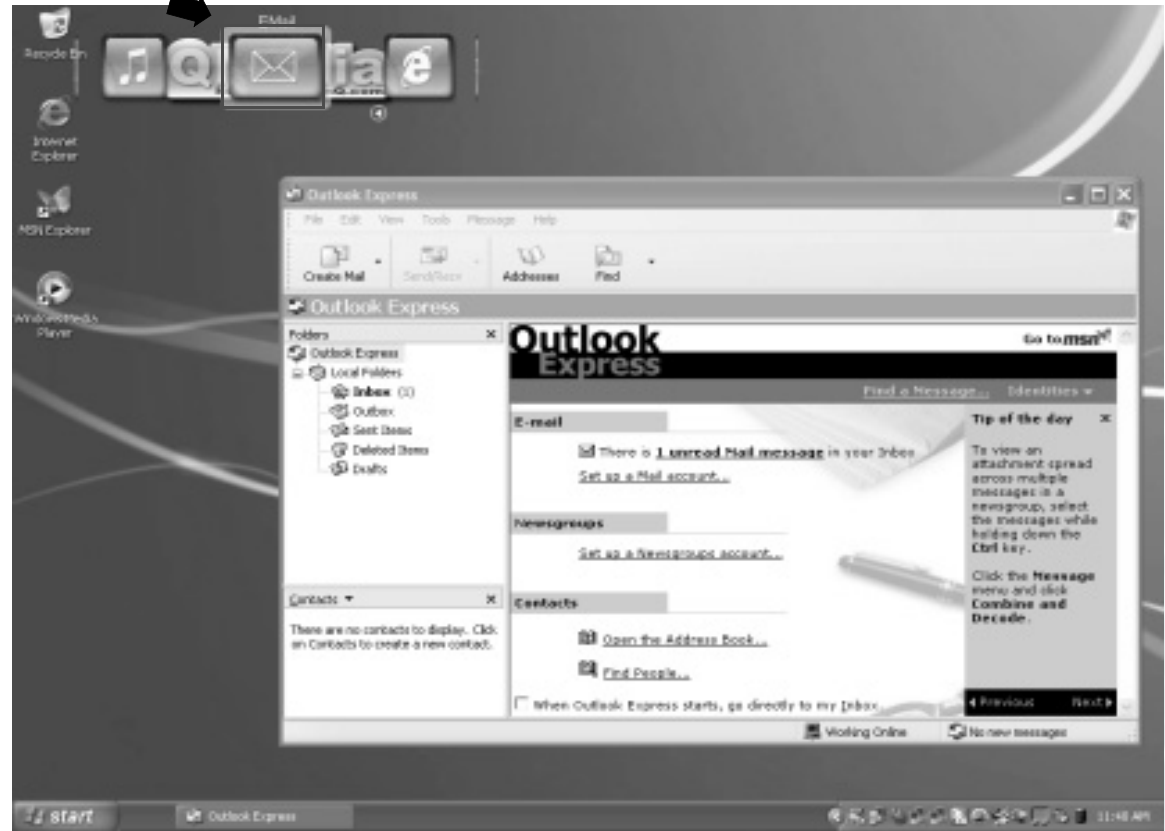 EMail
Recycle Bin
Internet
Explorer
MSN Explorer
Windows Media
Player
Outlook Express
File Edit View Tools Message Help
Create Mail Send/Recv Addresses Find
Outlook Express
Folders
Outlook Express
Local Folders
Inbox (1)
Outbox
Sent Items
Deleted Items
Drafts
Contacts
There are no contacts to display. Click
on Contacts to create a new contact.
Outlook
Express
Go to msn
Find a Message... Identities
E-mail
There is 1 unread Mail message in your Inbox
Set up a Mail account...
Newsgroups
Set up a Newsgroups account...
Contacts
Open the Address Book...
Find People...
When Outlook Express starts, go directly to my Inbox.
Tip of the day
To view an
attachment spread
across multiple
messages in a
newsgroup, select
the messages while
holding down the
Ctrl key.
Click the Message
menu and click
Combine and
Decode.
Previous Next
Working Online
No new messages
start
Outlook Express
11:48 AM